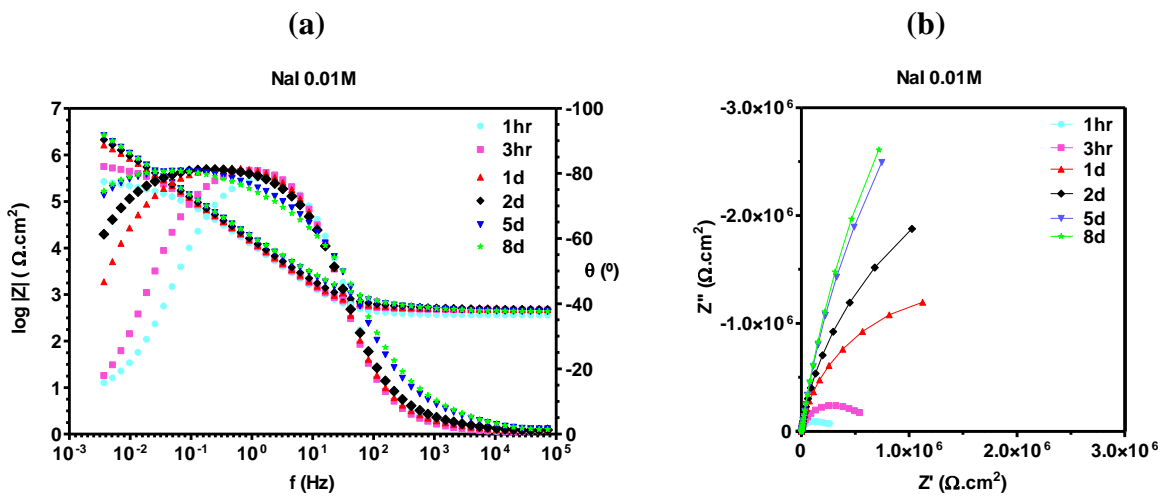 (a)
NaI 0.01M
7
6
5
4
3
2
1
0
log |Z| ( Ω.cm²)
-100
-80
-60
-40
-20
0
θ (º)
10⁻³ 10⁻² 10⁻¹ 10⁰ 10¹ 10² 10³ 10⁴ 10⁵
f (Hz)
1hr
3hr
1d
2d
5d
8d
(b)
NaI 0.01M
-3.0×10⁶
-2.0×10⁶
-1.0×10⁶
0
Z'' (Ω.cm²)
0 1.0×10⁶ 2.0×10⁶ 3.0×10⁶
Z' (Ω.cm²)
1hr
3hr
1d
2d
5d
8d